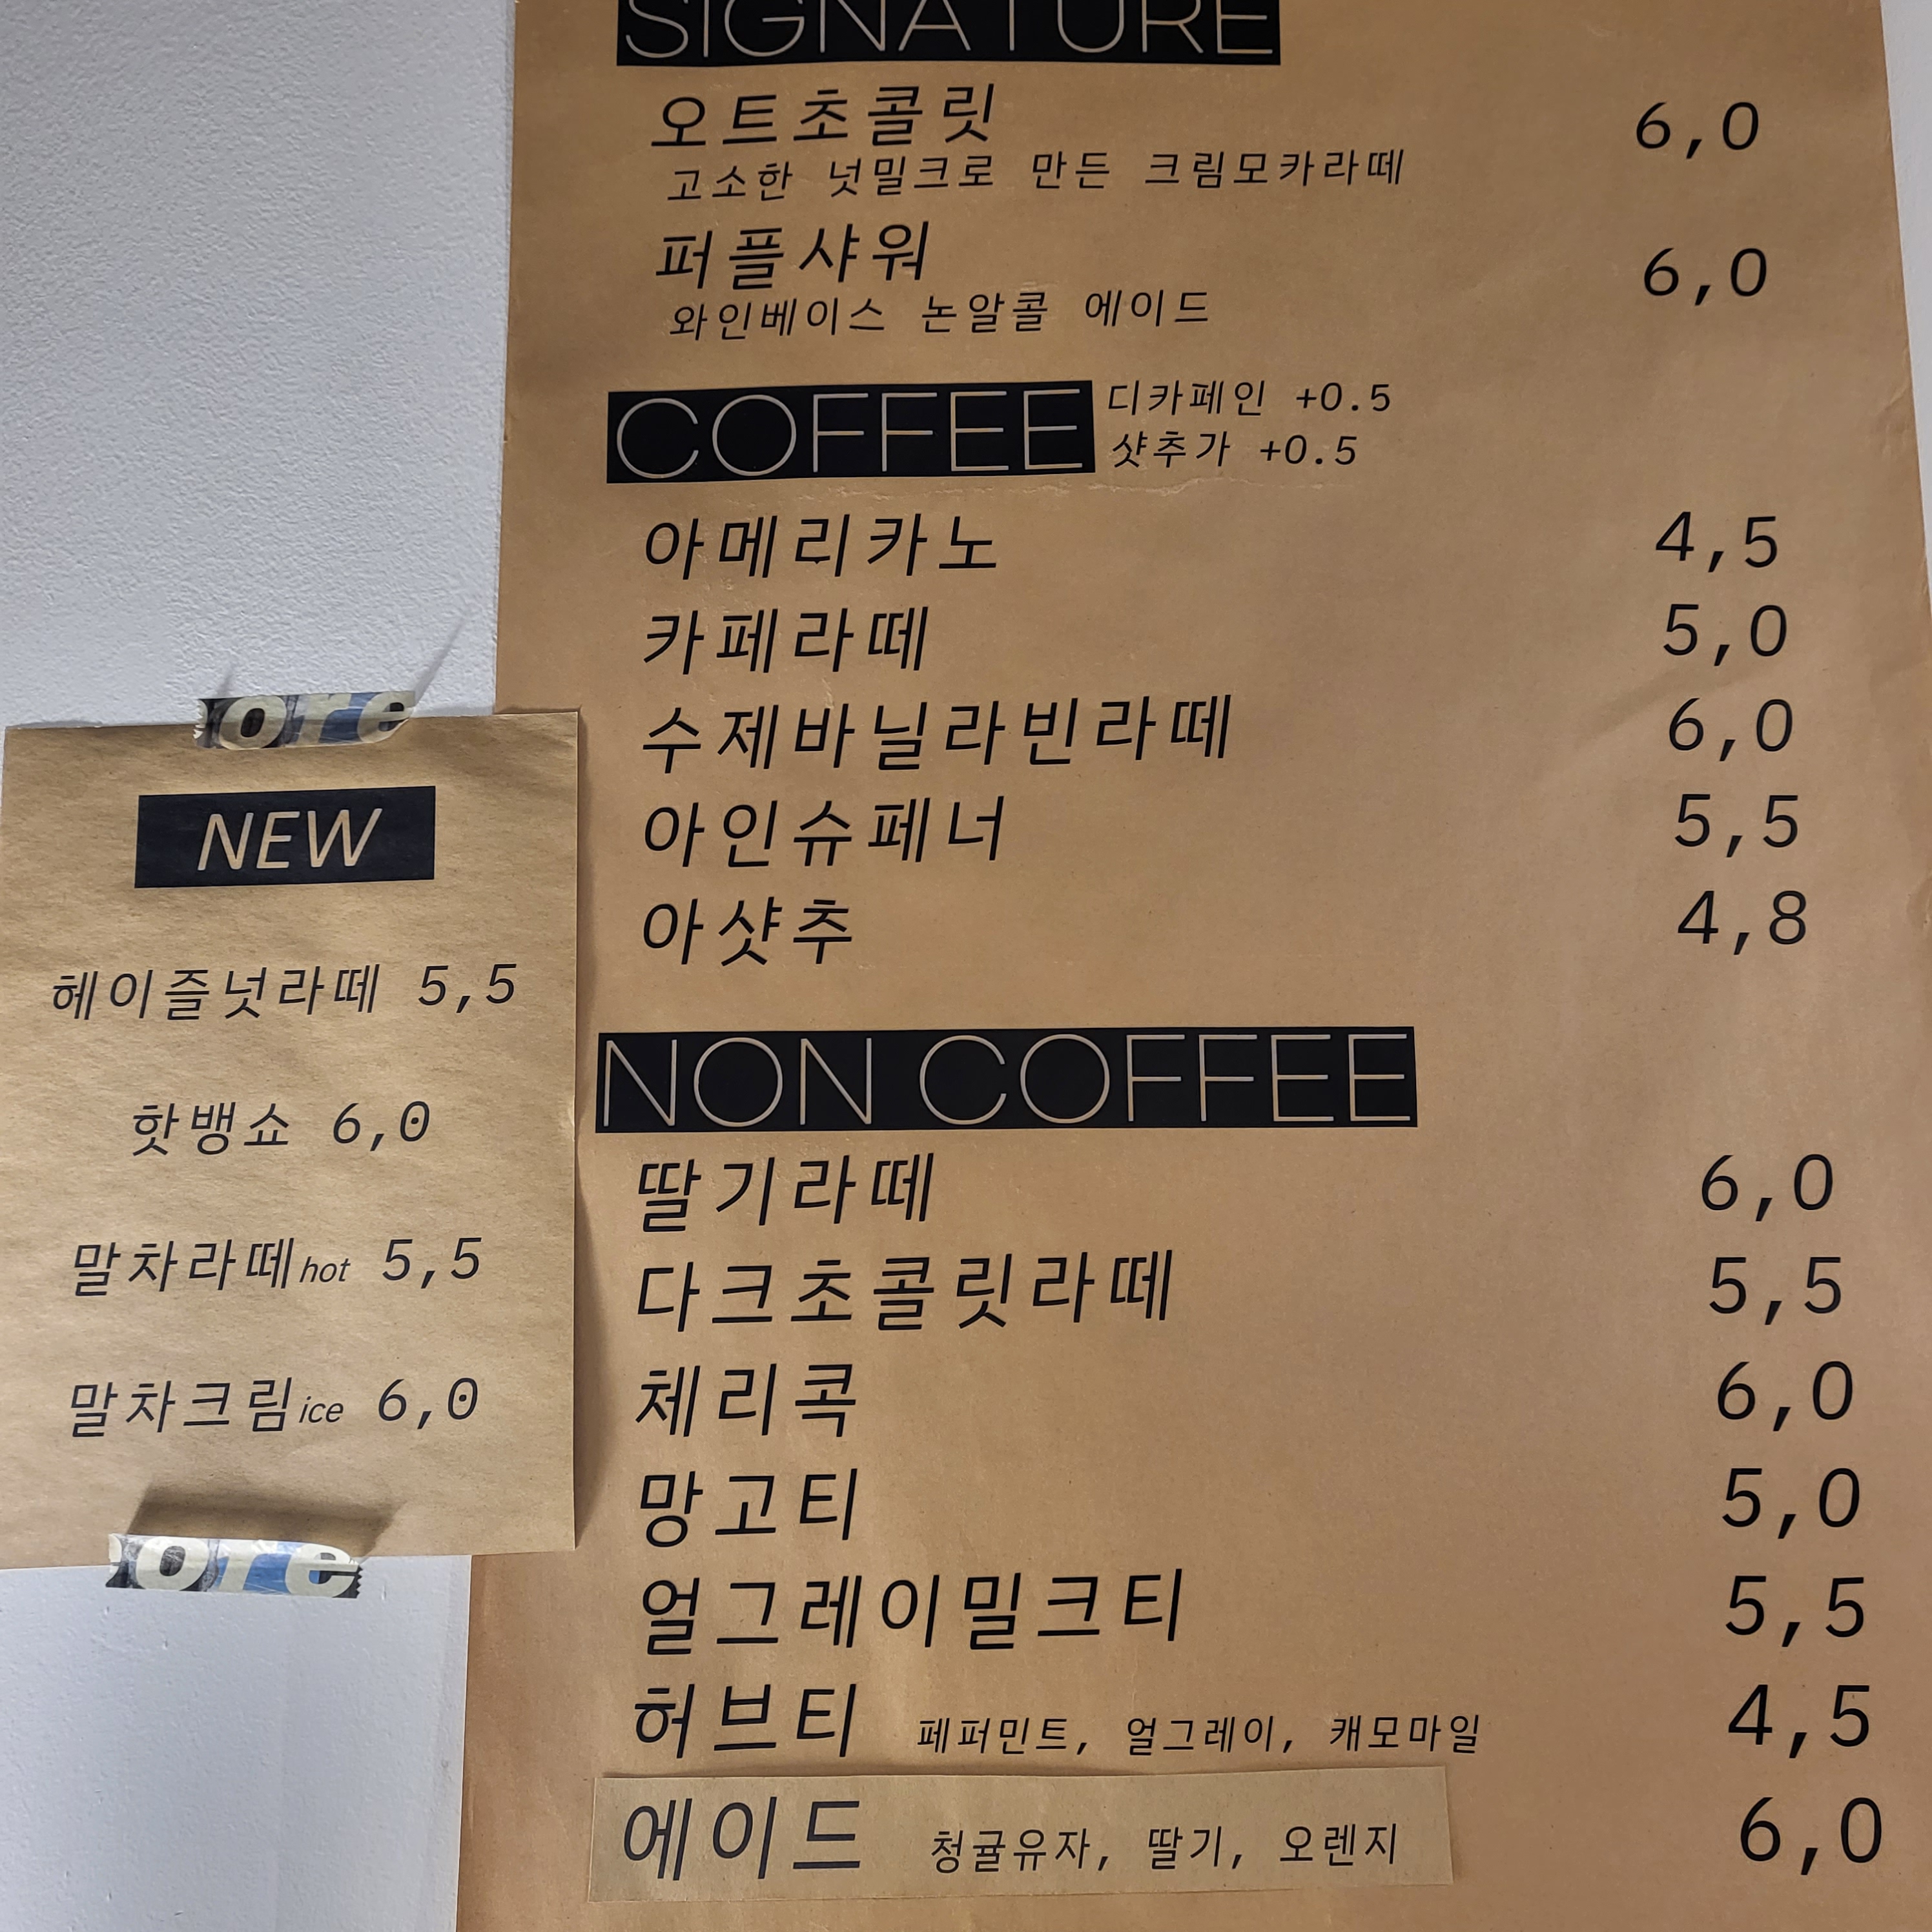 SIGNATURE
오트초콜릿 6,0
고소한 넛밀크로 만든 크림모카라떼
퍼플샤워 6,0
와인베이스 논알콜 에이드
COFFEE 디카페인 +0.5
샷추가 +0.5
아메리카노 4,5
카페라떼 5,0
수제바닐라빈라떼 6,0
아인슈페너 5,5
아샷추 4,8
NON COFFEE
딸기라떼 6,0
다크초콜릿라떼 5,5
체리콕 6,0
망고티 5,0
얼그레이밀크티 5,5
허브티 페퍼민트, 얼그레이, 캐모마일 4,5
에이드 청귤유자, 딸기, 오렌지 6,0
ore
NEW
헤이즐넛라떼 5,5
핫뱅쇼 6,0
말차라떼hot 5,5
말차크림ice 6,0
ore